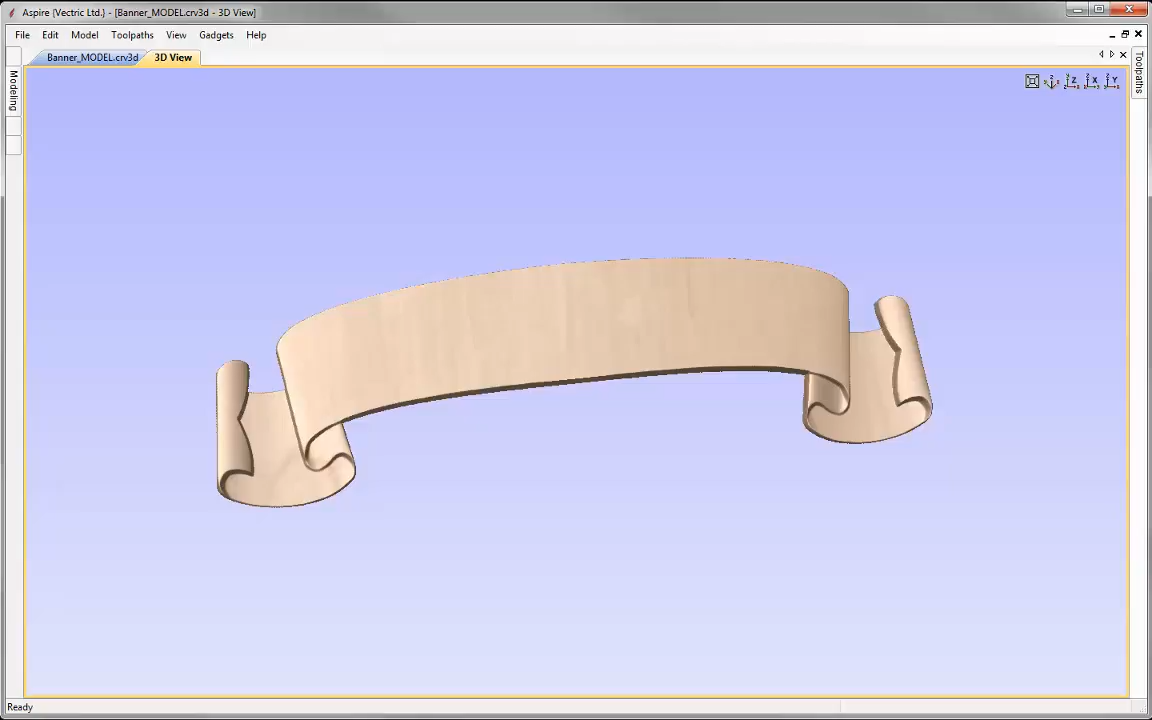 Aspire {Vectric Ltd.} - [Banner_MODEL.crv3d - 3D View]
File Edit Model Toolpaths View Gadgets Help
Banner_MODEL.crv3d 3D View
Modeling
Toolpaths
Z X Y
Ready